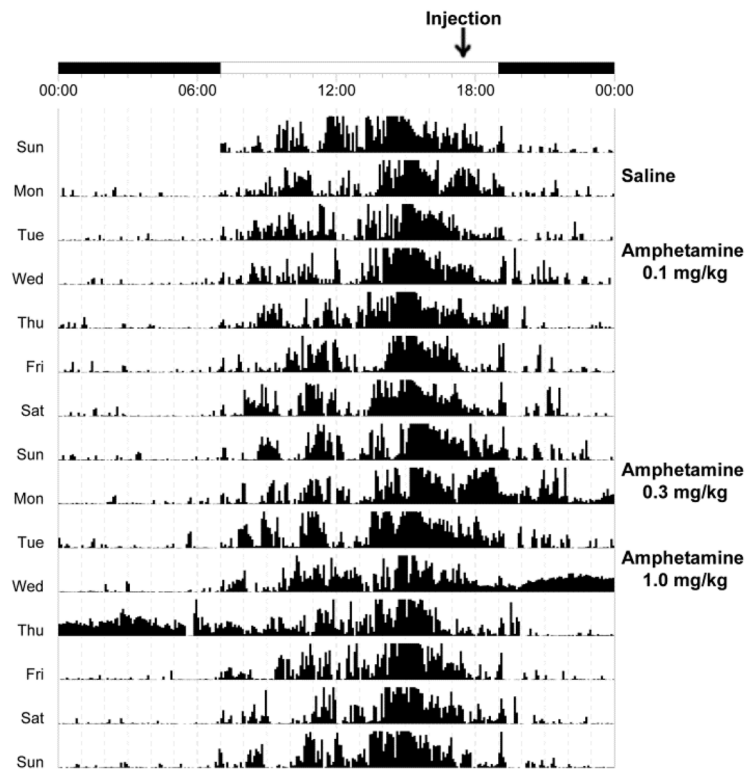 Injection
00:00 06:00 12:00 18:00 00:00
Sun
Mon
Saline
Tue
Wed
Amphetamine
0.1 mg/kg
Thu
Fri
Sat
Sun
Mon
Amphetamine
0.3 mg/kg
Tue
Wed
Amphetamine
1.0 mg/kg
Thu
Fri
Sat
Sun